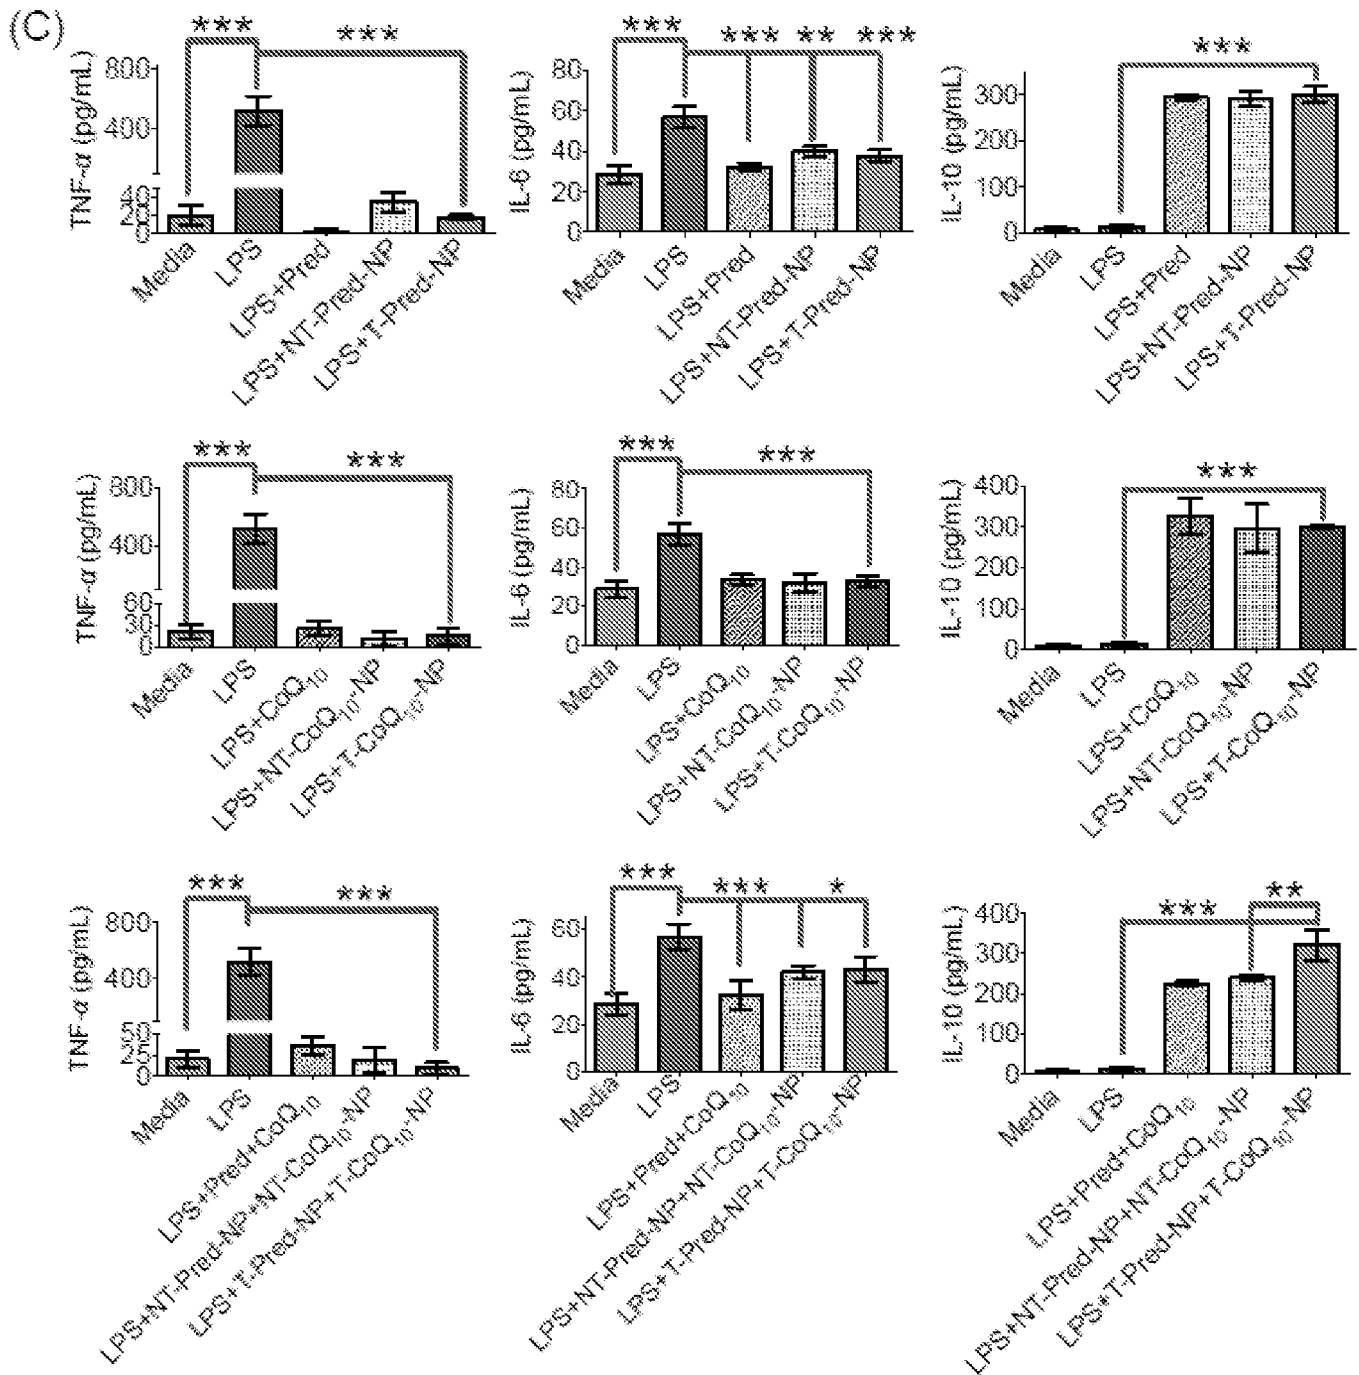 (C)
*** ***
TNF-α (pg/mL)
800
400
40
20
0
Media
LPS
LPS+Pred
LPS+NT-Pred-NP
LPS+T-Pred-NP
*** *** ** ***
IL-6 (pg/mL)
80
60
40
20
0
Media
LPS
LPS+Pred
LPS+NT-Pred-NP
LPS+T-Pred-NP
***
IL-10 (pg/mL)
300
200
100
0
Media
LPS
LPS+Pred
LPS+NT-Pred-NP
LPS+T-Pred-NP
*** ***
TNF-α (pg/mL)
800
400
60
30
0
Media
LPS
LPS+CoQ10
LPS+NT-CoQ10-NP
LPS+T-CoQ10-NP
*** ***
IL-6 (pg/mL)
80
60
40
20
0
Media
LPS
LPS+CoQ10
LPS+NT-CoQ10-NP
LPS+T-CoQ10-NP
***
IL-10 (pg/mL)
400
300
200
100
0
Media
LPS
LPS+CoQ10
LPS+NT-CoQ10-NP
LPS+T-CoQ10-NP
*** ***
TNF-α (pg/mL)
800
400
50
25
0
Media
LPS
LPS+Pred+CoQ10
LPS+NT-Pred-NP+NT-CoQ10-NP
LPS+T-Pred-NP+T-CoQ10-NP
*** *** *
IL-6 (pg/mL)
60
40
20
0
Media
LPS
LPS+Pred+CoQ10
LPS+NT-Pred-NP+NT-CoQ10-NP
LPS+T-Pred-NP+T-CoQ10-NP
*** **
IL-10 (pg/mL)
400
300
200
100
0
Media
LPS
LPS+Pred+CoQ10
LPS+NT-Pred-NP+NT-CoQ10-NP
LPS+T-Pred-NP+T-CoQ10-NP